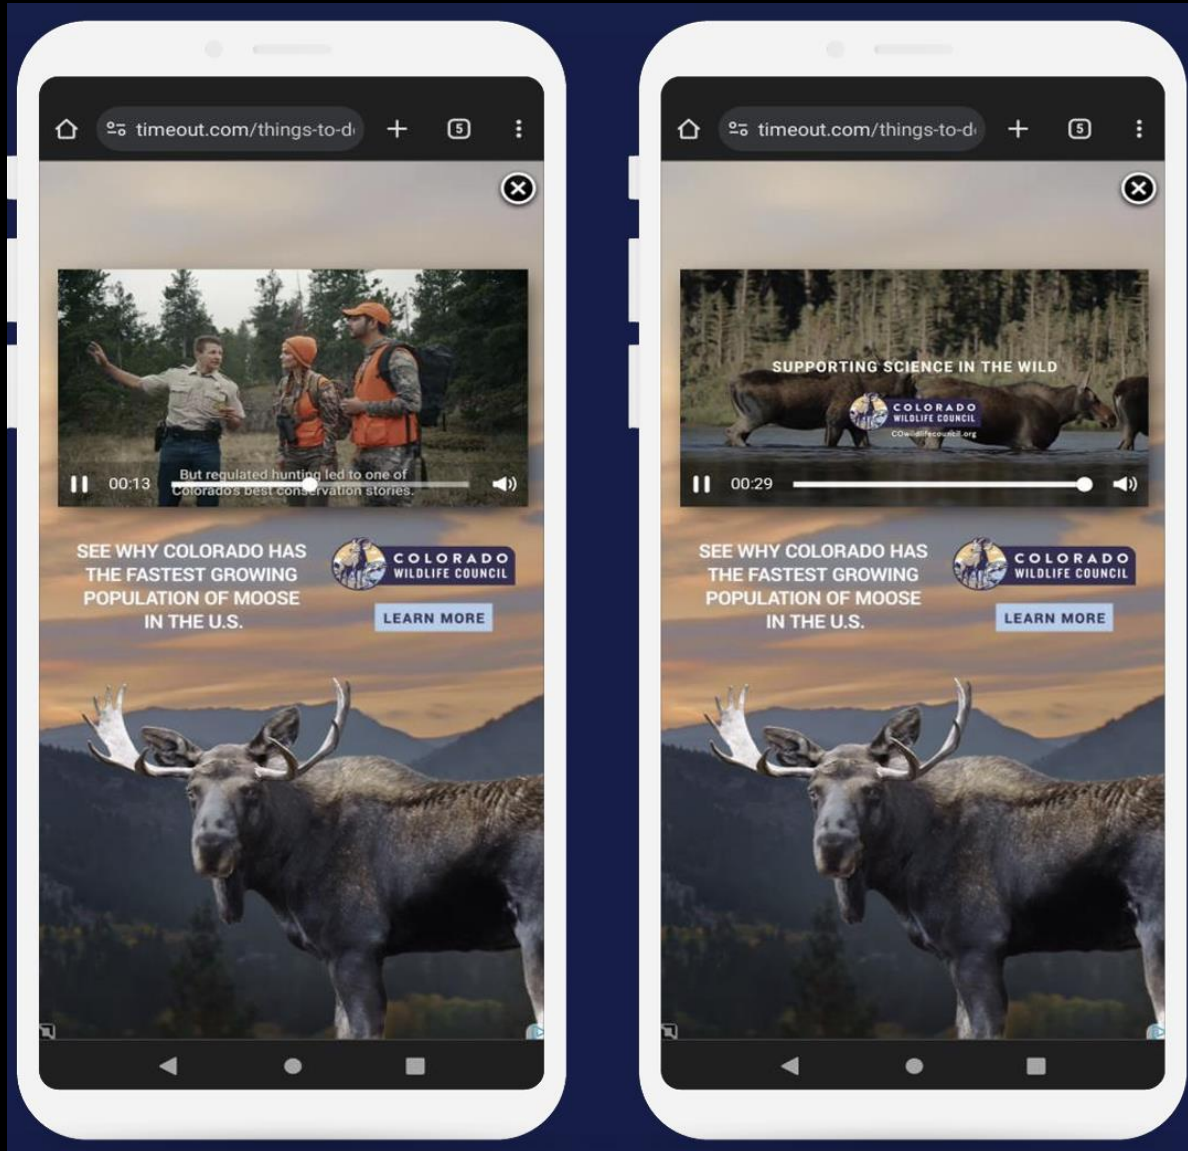 timeout.com/things-to-d
5
But regulated hunting led to one of
Colorado's best conservation stories.
00:13
SEE WHY COLORADO HAS
THE FASTEST GROWING
POPULATION OF MOOSE
IN THE U.S.
COLORADO
WILDLIFE COUNCIL
LEARN MORE
timeout.com/things-to-d
5
SUPPORTING SCIENCE IN THE WILD
COLORADO
WILDLIFE COUNCIL
COwildlifecouncil.org
00:29
SEE WHY COLORADO HAS
THE FASTEST GROWING
POPULATION OF MOOSE
IN THE U.S.
COLORADO
WILDLIFE COUNCIL
LEARN MORE